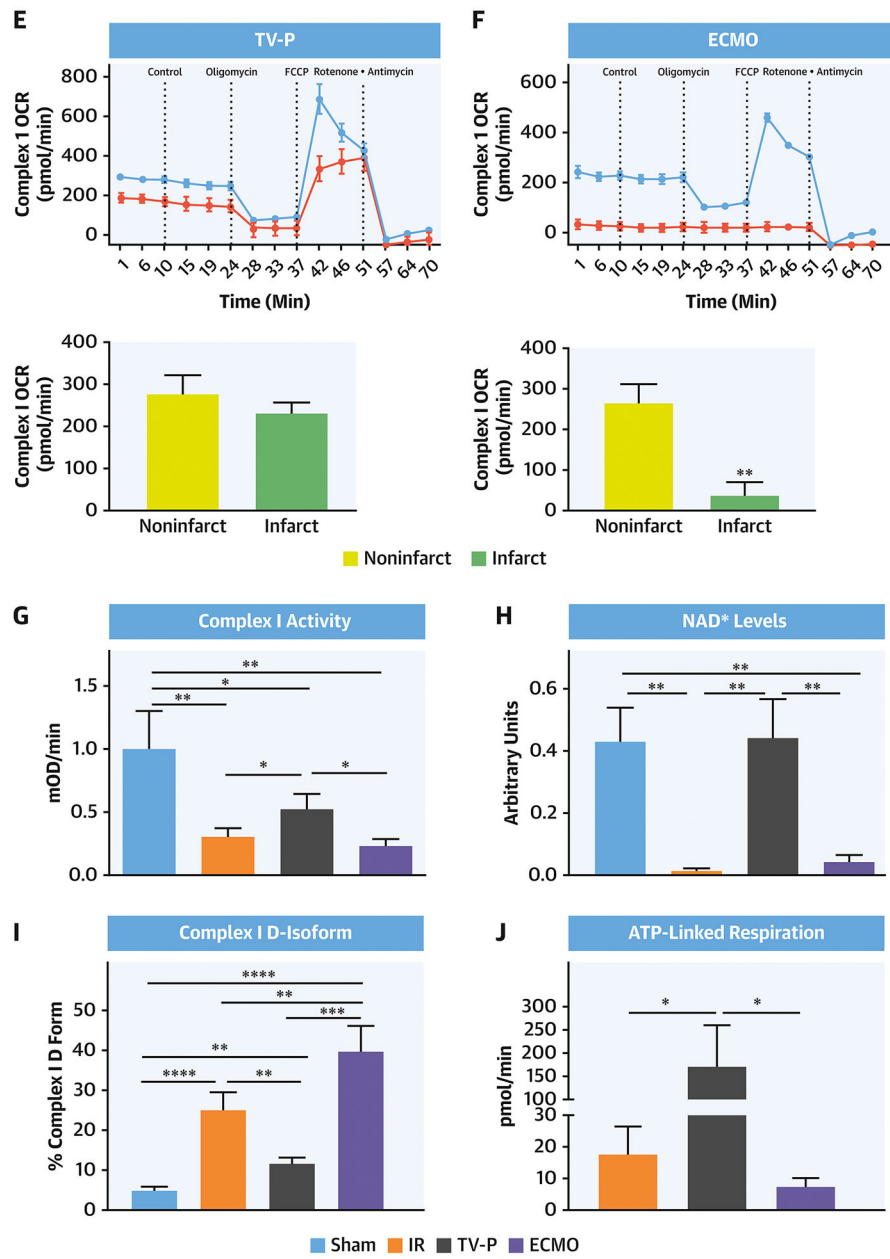 E
TV-P
Control
Oligomycin
FCCP Rotenone • Antimycin
Complex 1 OCR
(pmol/min)
800
600
400
200
0
1 6 10 15 19 24 28 33 37 42 46 51 57 64 70
Time (Min)
F
ECMO
Control
Oligomycin
FCCP Rotenone • Antimycin
Complex 1 OCR
(pmol/min)
600
400
200
0
1 6 10 15 19 24 28 33 37 42 46 51 57 64 70
Time (Min)
Complex I OCR
(pmol/min)
400
300
200
100
0
Noninfarct Infarct
Complex I OCR
(pmol/min)
400
300
200
100
0
**
Noninfarct Infarct
Noninfarct Infarct
G
Complex I Activity
mOD/min
1.5
1.0
0.5
0.0
**
*
**
* *
H
NAD* Levels
Arbitrary Units
0.6
0.4
0.2
0.0
**
** ** **
I
Complex I D-Isoform
% Complex I D Form
50
40
30
20
10
0
****
**
***
**
**** **
J
ATP-Linked Respiration
pmol/min
300
250
200
150
100
30
20
10
0
* *
Sham IR TV-P ECMO